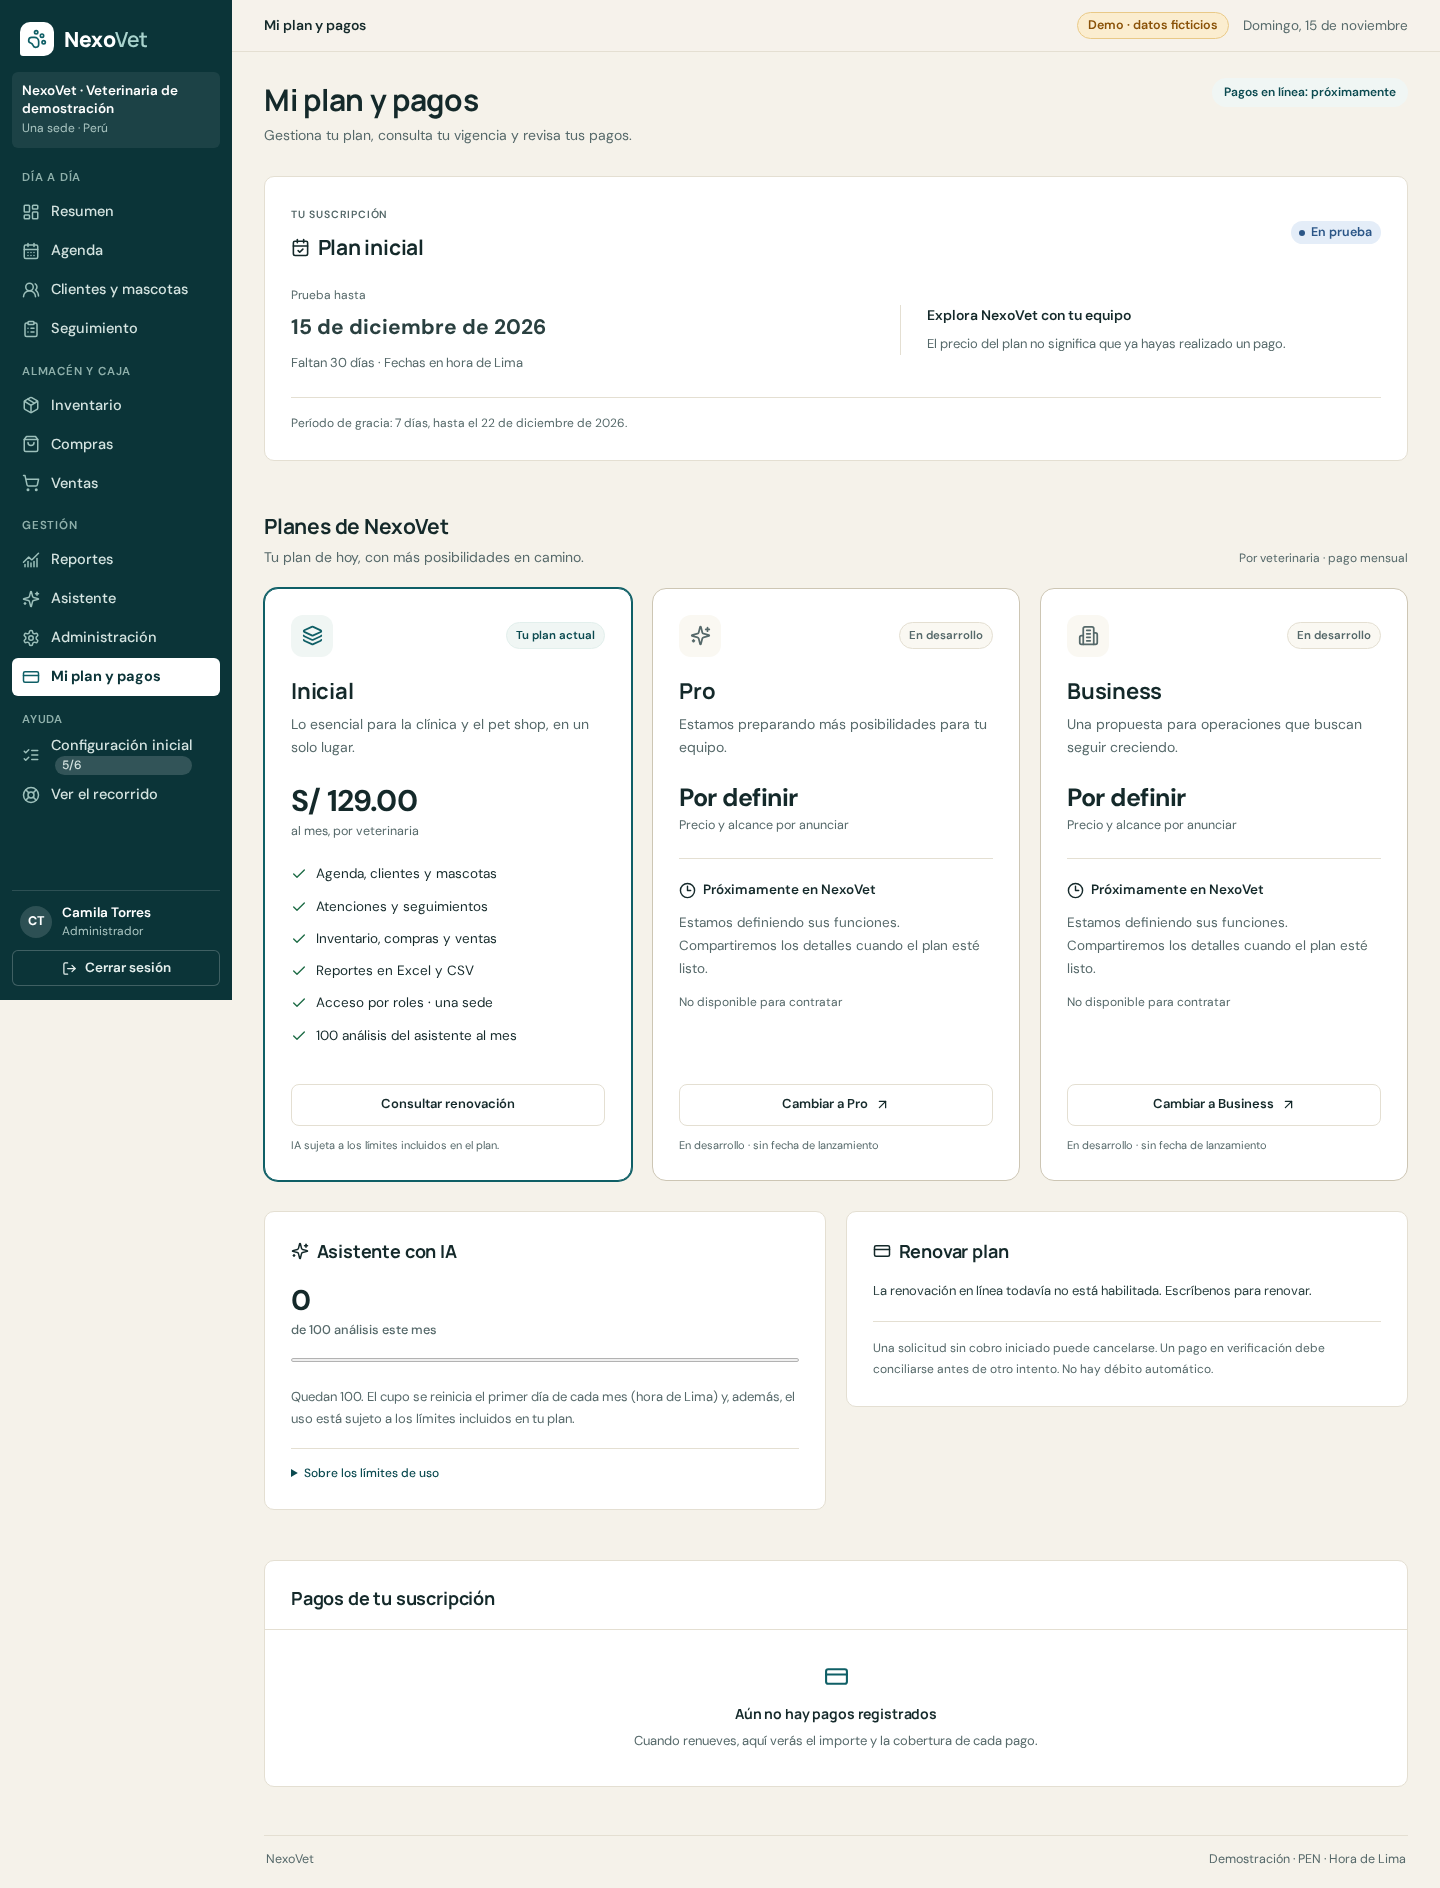 NexoVet
NexoVet · Veterinaria de
demostración
Una sede · Perú
DÍA A DÍA
Resumen
Agenda
Clientes y mascotas
Seguimiento
ALMACÉN Y CAJA
Inventario
Compras
Ventas
GESTIÓN
Reportes
Asistente
Administración
Mi plan y pagos
AYUDA
Configuración inicial
5/6
Ver el recorrido
CT
Camila Torres
Administrador
Cerrar sesión
Mi plan y pagos
Demo · datos ficticios
Domingo, 15 de noviembre
Mi plan y pagos
Pagos en línea: próximamente
Gestiona tu plan, consulta tu vigencia y revisa tus pagos.
TU SUSCRIPCIÓN
Plan inicial
En prueba
Prueba hasta
15 de diciembre de 2026
Faltan 30 días · Fechas en hora de Lima
Explora NexoVet con tu equipo
El precio del plan no significa que ya hayas realizado un pago.
Período de gracia: 7 días, hasta el 22 de diciembre de 2026.
Planes de NexoVet
Tu plan de hoy, con más posibilidades en camino.
Por veterinaria · pago mensual
Tu plan actual
Inicial
Lo esencial para la clínica y el pet shop, en un
solo lugar.
S/ 129.00
al mes, por veterinaria
Agenda, clientes y mascotas
Atenciones y seguimientos
Inventario, compras y ventas
Reportes en Excel y CSV
Acceso por roles · una sede
100 análisis del asistente al mes
Consultar renovación
IA sujeta a los límites incluidos en el plan.
En desarrollo
Pro
Estamos preparando más posibilidades para tu
equipo.
Por definir
Precio y alcance por anunciar
Próximamente en NexoVet
Estamos definiendo sus funciones.
Compartiremos los detalles cuando el plan esté
listo.
No disponible para contratar
Cambiar a Pro
En desarrollo · sin fecha de lanzamiento
En desarrollo
Business
Una propuesta para operaciones que buscan
seguir creciendo.
Por definir
Precio y alcance por anunciar
Próximamente en NexoVet
Estamos definiendo sus funciones.
Compartiremos los detalles cuando el plan esté
listo.
No disponible para contratar
Cambiar a Business
En desarrollo · sin fecha de lanzamiento
Asistente con IA
0
de 100 análisis este mes
Quedan 100. El cupo se reinicia el primer día de cada mes (hora de Lima) y, además, el
uso está sujeto a los límites incluidos en tu plan.
Sobre los límites de uso
Renovar plan
La renovación en línea todavía no está habilitada. Escríbenos para renovar.
Una solicitud sin cobro iniciado puede cancelarse. Un pago en verificación debe
conciliarse antes de otro intento. No hay débito automático.
Pagos de tu suscripción
Aún no hay pagos registrados
Cuando renueves, aquí verás el importe y la cobertura de cada pago.
NexoVet
Demostración · PEN · Hora de Lima